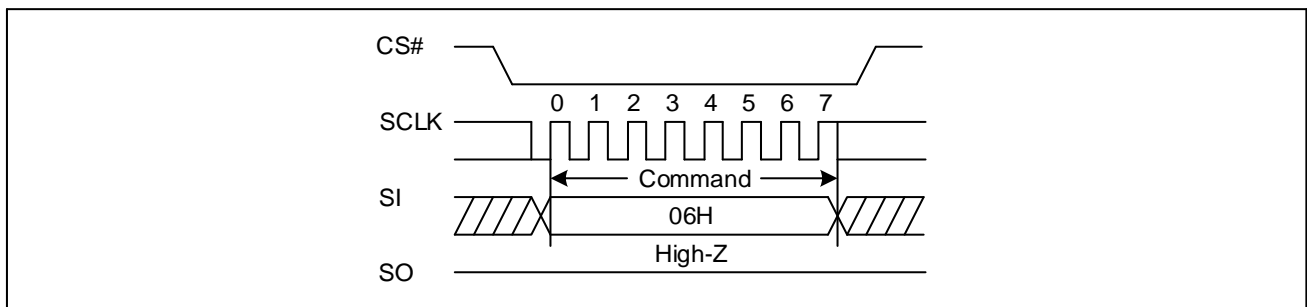 CS#
0 1 2 3 4 5 6 7
SCLK
Command
SI
06H
High-Z
SO